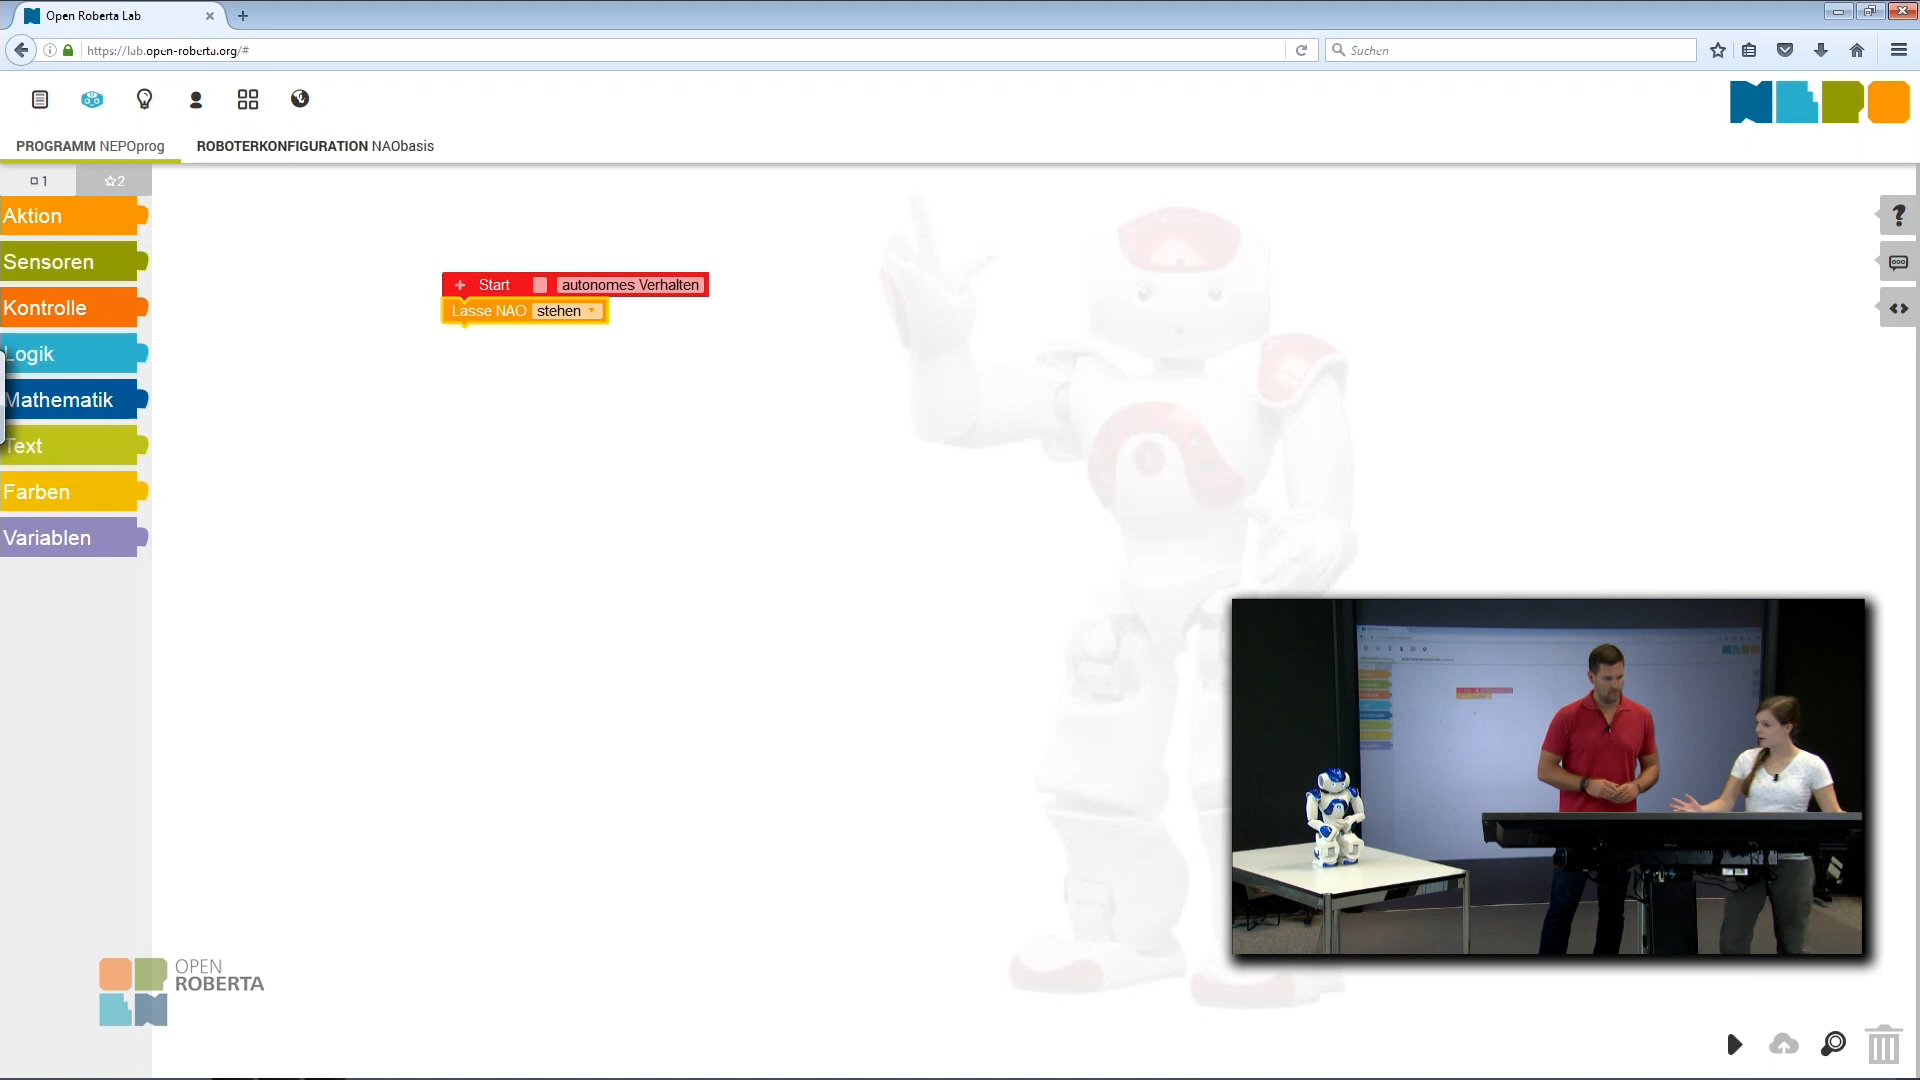 Open Roberta Lab
https://lab.open-roberta.org/#
Suchen
PROGRAMM NEPOprog
ROBOTERKONFIGURATION NAObasis
1
2
Aktion
Sensoren
Kontrolle
Logik
Mathematik
Text
Farben
Variablen
+ Start autonomes Verhalten
Lasse NAO stehen
OPEN
ROBERTA